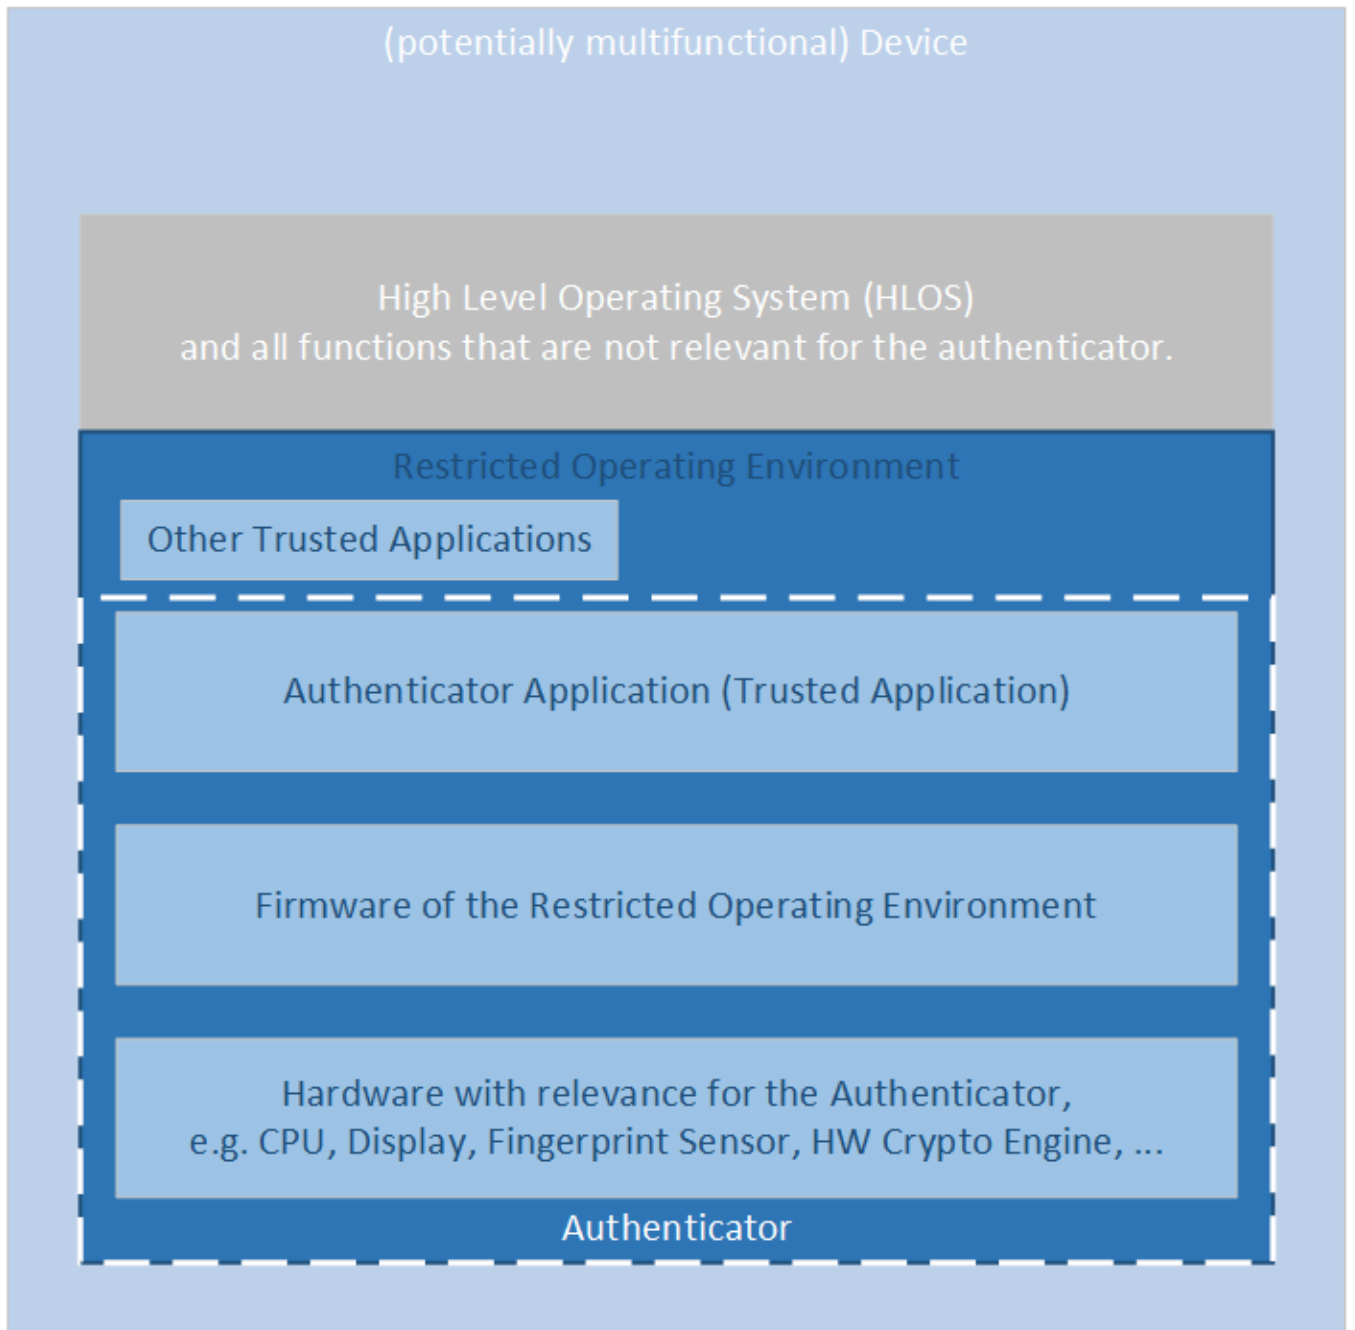 (potentially multifunctional) Device
High Level Operating System (HLOS)
and all functions that are not relevant for the authenticator.
Restricted Operating Environment
Other Trusted Applications
Authenticator Application (Trusted Application)
Firmware of the Restricted Operating Environment
Hardware with relevance for the Authenticator,
e.g. CPU, Display, Fingerprint Sensor, HW Crypto Engine, ...
Authenticator